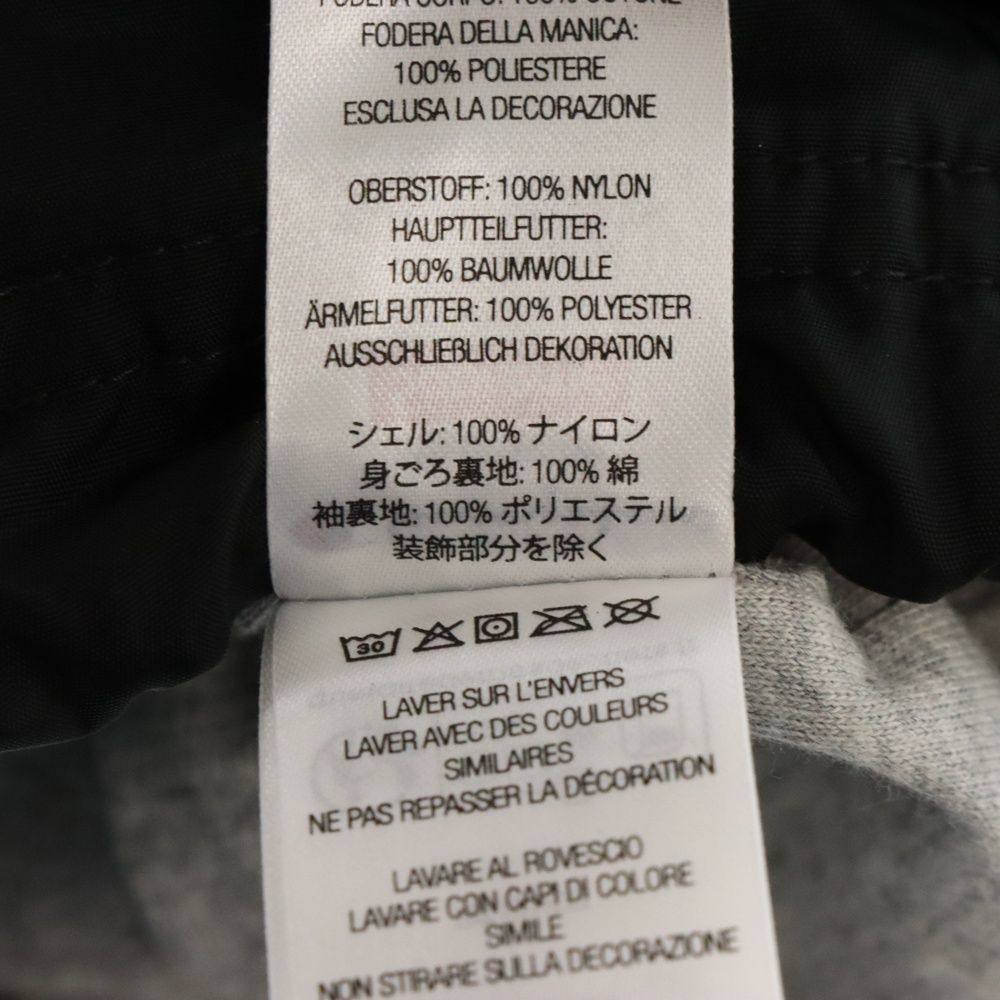 FODERA CORPO: 100% COTONE
FODERA DELLA MANICA:
100% POLIESTERE
ESCLUSA LA DECORAZIONE
OBERSTOFF: 100% NYLON
HAUPTTEILFUTTER:
100% BAUMWOLLE
ÄRMELFUTTER: 100% POLYESTER
AUSSCHLIEßLICH DEKORATION
シェル: 100% ナイロン
身ごろ裏地: 100% 綿
袖裏地: 100% ポリエステル
装飾部分を除く
30
LAVER SUR L'ENVERS
LAVER AVEC DES COULEURS
SIMILAIRES
NE PAS REPASSER LA DÉCORATION
LAVARE AL ROVESCIO
LAVARE CON CAPI DI COLORE
SIMILE
NON STIRARE SULLA DECORAZIONE